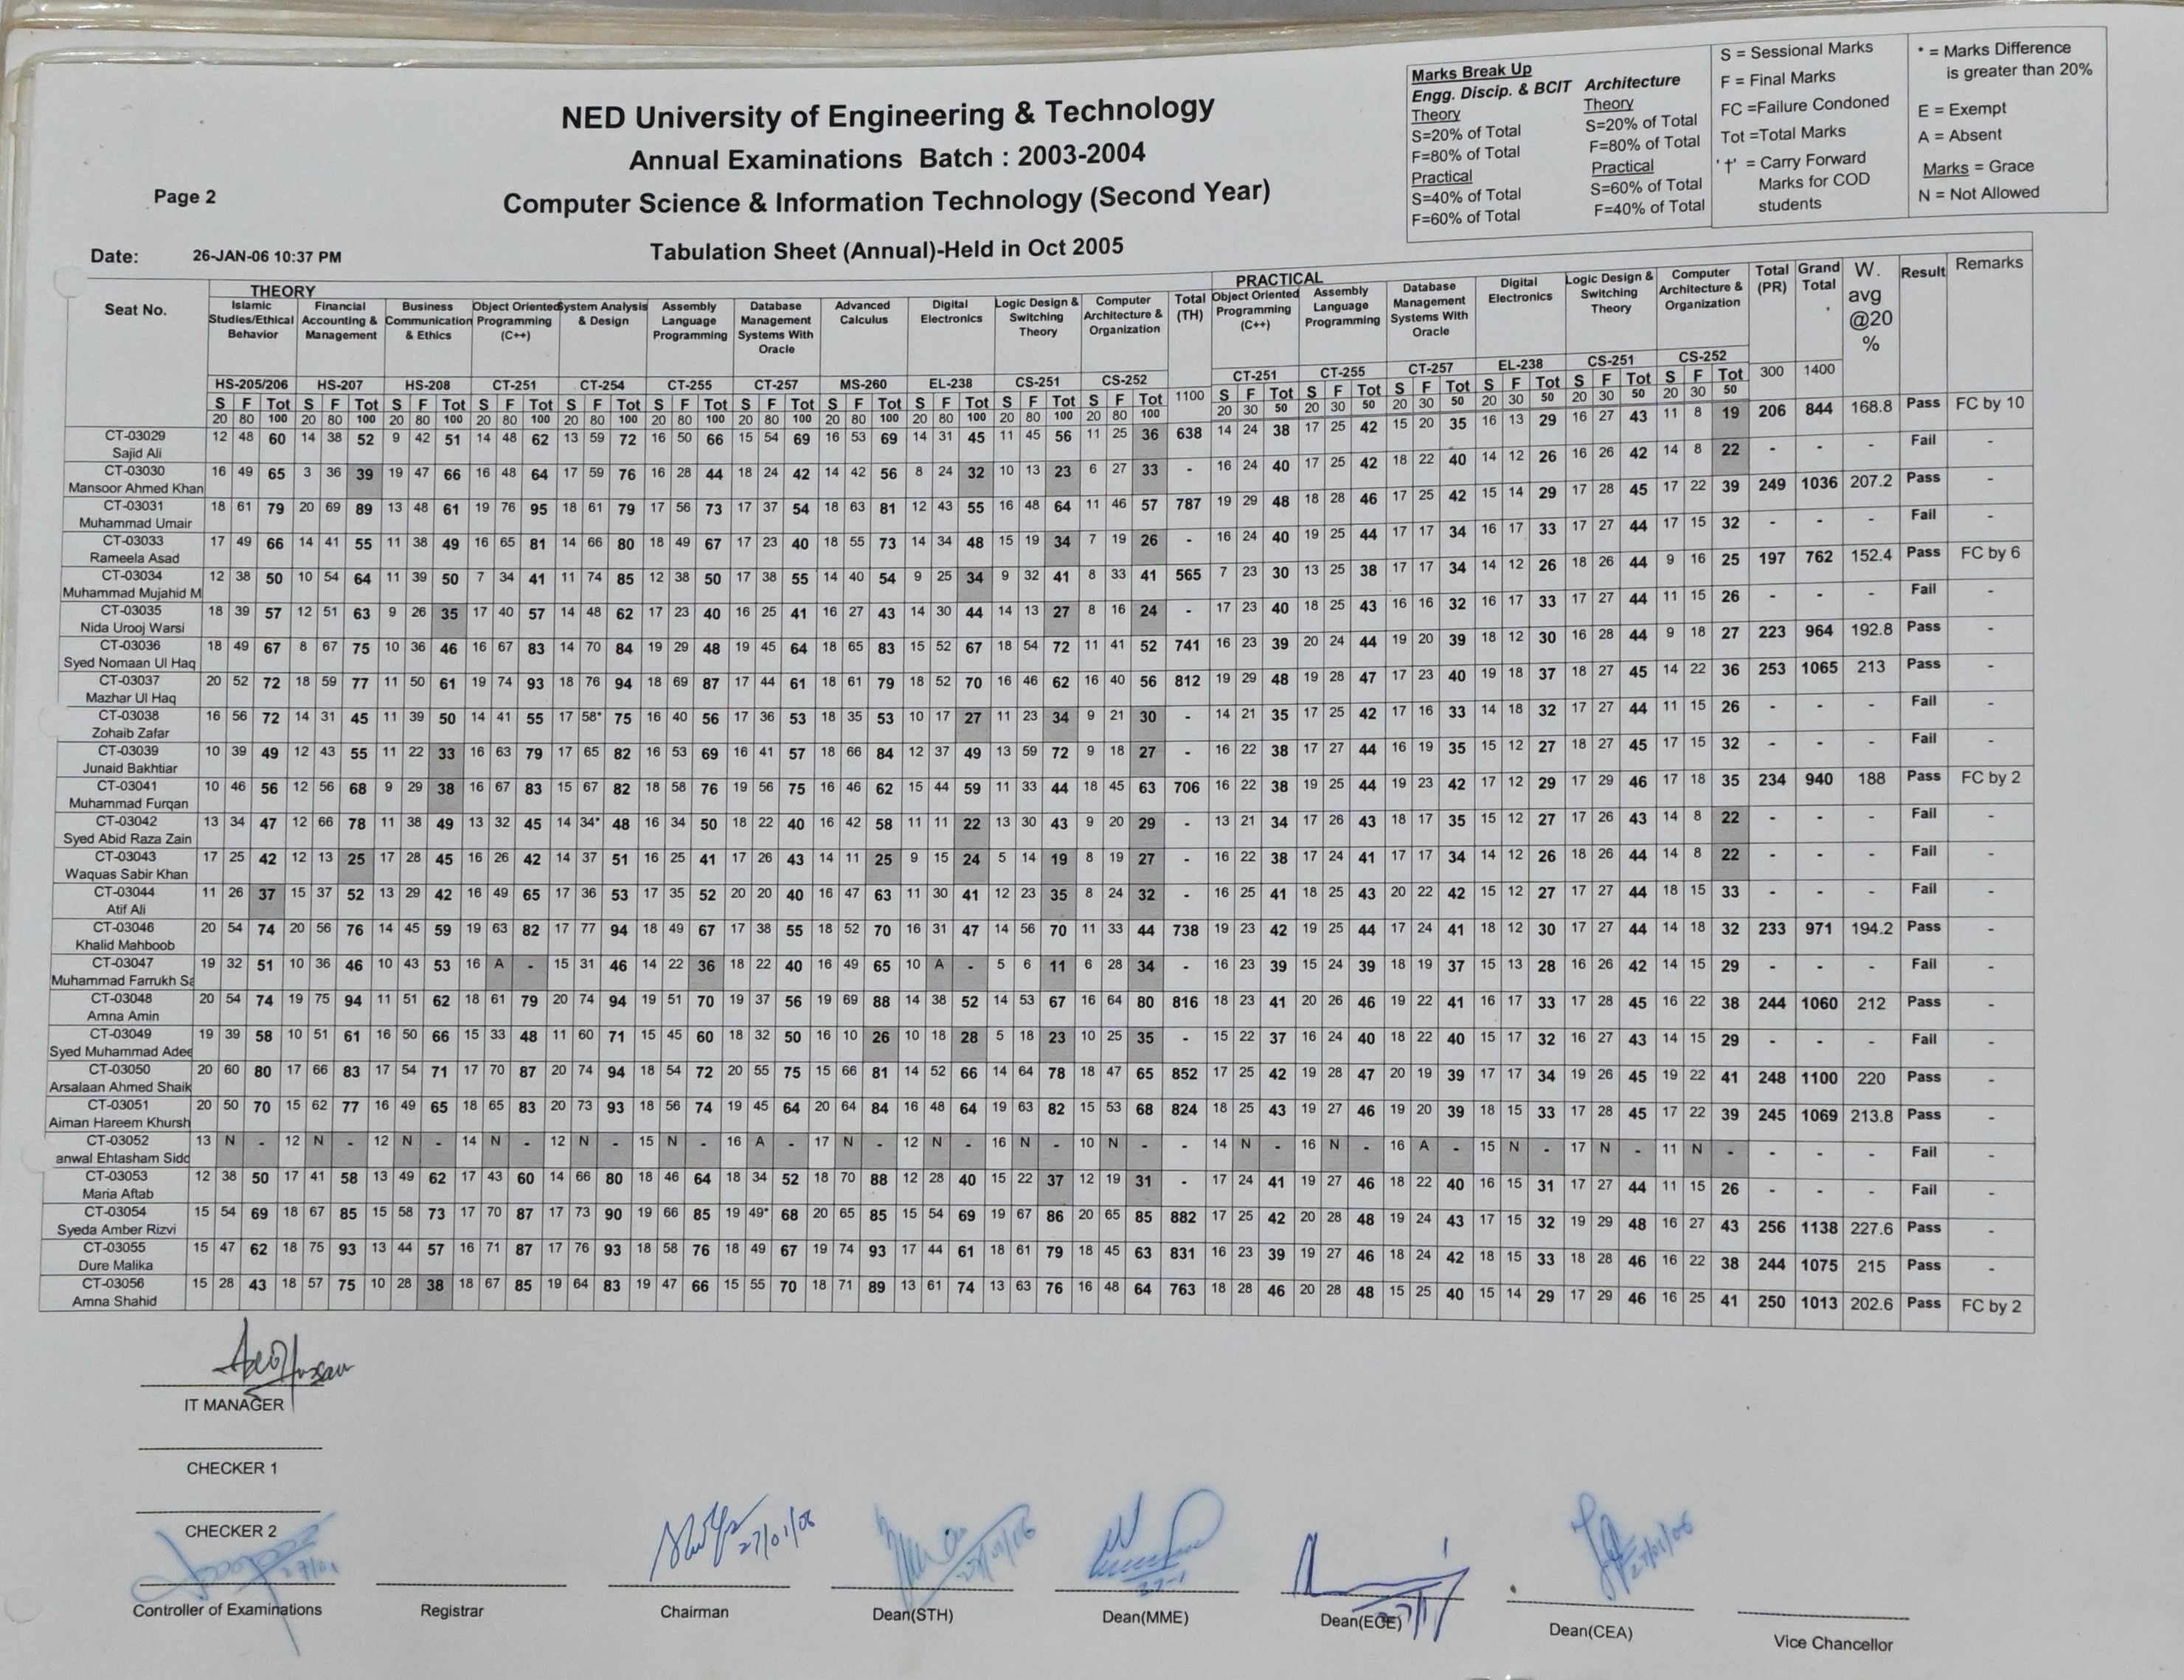 Marks Break Up
Engg. Discip. & BCIT Architecture
Theory Theory
S=20% of Total S=20% of Total
F=80% of Total F=80% of Total
Practical Practical
S=40% of Total S=60% of Total
F=60% of Total F=40% of Total
S = Sessional Marks
F = Final Marks
FC =Failure Condoned
Tot =Total Marks
'†' = Carry Forward
Marks for COD
students
* = Marks Difference
is greater than 20%
E = Exempt
A = Absent
Marks = Grace
N = Not Allowed
NED University of Engineering & Technology
Annual Examinations Batch : 2003-2004
Page 2
Computer Science & Information Technology (Second Year)
Date: 26-JAN-06 10:37 PM
Tabulation Sheet (Annual)-Held in Oct 2005
Seat No.
THEORY
Islamic Studies/Ethical Behavior HS-205/206
Financial Accounting & Management HS-207
Business Communication & Ethics HS-208
Object Oriented Programming (C++) CT-251
System Analysis & Design CT-254
Assembly Language Programming CT-255
Database Management Systems With Oracle CT-257
Advanced Calculus MS-260
Digital Electronics EL-238
Logic Design & Switching Theory CS-251
Computer Architecture & Organization CS-252
Total (TH) 1100
PRACTICAL
Object Oriented Programming (C++) CT-251
Assembly Language Programming CT-255
Database Management Systems With Oracle CT-257
Digital Electronics EL-238
Logic Design & Switching Theory CS-251
Computer Architecture & Organization CS-252
Total (PR) 300
Grand Total 1400
W. avg @20 %
Result
Remarks
S F Tot S F Tot S F Tot S F Tot S F Tot S F Tot S F Tot S F Tot S F Tot S F Tot S F Tot S F Tot S F Tot S F Tot S F Tot S F Tot S F Tot
20 80 100 20 80 100 20 80 100 20 80 100 20 80 100 20 80 100 20 80 100 20 80 100 20 80 100 20 80 100 20 80 100 20 30 50 20 30 50 20 30 50 20 30 50 20 30 50 20 30 50
CT-03029 12 48 60 14 38 52 9 42 51 14 48 62 13 59 72 16 50 66 15 54 69 16 53 69 14 31 45 11 45 56 11 25 36 638 14 24 38 17 25 42 15 20 35 16 13 29 16 27 43 11 8 19 206 844 168.8 Pass FC by 10
Sajid Ali
CT-03030 16 49 65 3 36 39 19 47 66 16 48 64 17 59 76 16 28 44 18 24 42 14 42 56 8 24 32 10 13 23 6 27 33 - 16 24 40 17 25 42 18 22 40 14 12 26 16 26 42 14 8 22 - - - Fail -
Mansoor Ahmed Khan
CT-03031 18 61 79 20 69 89 13 48 61 19 76 95 18 61 79 17 56 73 17 37 54 18 63 81 12 43 55 16 48 64 11 46 57 787 19 29 48 18 28 46 17 25 42 15 14 29 17 28 45 17 22 39 249 1036 207.2 Pass -
Muhammad Umair
CT-03033 17 49 66 14 41 55 11 38 49 16 65 81 14 66 80 18 49 67 17 23 40 18 55 73 14 34 48 15 19 34 7 19 26 - 16 24 40 19 25 44 17 17 34 16 17 33 17 27 44 17 15 32 - - - Fail -
Rameela Asad
CT-03034 12 38 50 10 54 64 11 39 50 7 34 41 11 74 85 12 38 50 17 38 55 14 40 54 9 25 34 9 32 41 8 33 41 565 7 23 30 13 25 38 17 17 34 14 12 26 18 26 44 9 16 25 197 762 152.4 Pass FC by 6
Muhammad Mujahid M
CT-03035 18 39 57 12 51 63 9 26 35 17 40 57 14 48 62 17 23 40 16 25 41 16 27 43 14 30 44 14 13 27 8 16 24 - 17 23 40 18 25 43 16 16 32 16 17 33 17 27 44 11 15 26 - - - Fail -
Nida Urooj Warsi
CT-03036 18 49 67 8 67 75 10 36 46 16 67 83 14 70 84 19 29 48 19 45 64 18 65 83 15 52 67 18 54 72 11 41 52 741 16 23 39 20 24 44 19 20 39 18 12 30 16 28 44 9 18 27 223 964 192.8 Pass -
Syed Nomaan Ul Haq
CT-03037 20 52 72 18 59 77 11 50 61 19 74 93 18 76 94 18 69 87 17 44 61 18 61 79 18 52 70 16 46 62 16 40 56 812 19 29 48 19 28 47 17 23 40 19 18 37 18 27 45 14 22 36 253 1065 213 Pass -
Mazhar Ul Haq
CT-03038 16 56 72 14 31 45 11 39 50 14 41 55 17 58* 75 16 40 56 17 36 53 18 35 53 10 17 27 11 23 34 9 21 30 - 14 21 35 17 25 42 17 16 33 14 18 32 17 27 44 11 15 26 - - - Fail -
Zohaib Zafar
CT-03039 10 39 49 12 43 55 11 22 33 16 63 79 17 65 82 16 53 69 16 41 57 18 66 84 12 37 49 13 59 72 9 18 27 - 16 22 38 17 27 44 16 19 35 15 12 27 18 27 45 17 15 32 - - - Fail -
Junaid Bakhtiar
CT-03041 10 46 56 12 56 68 9 29 38 16 67 83 15 67 82 18 58 76 19 56 75 16 46 62 15 44 59 11 33 44 18 45 63 706 16 22 38 19 25 44 19 23 42 17 12 29 17 29 46 17 18 35 234 940 188 Pass FC by 2
Muhammad Furqan
CT-03042 13 34 47 12 66 78 11 38 49 13 32 45 14 34* 48 16 34 50 18 22 40 16 42 58 11 11 22 13 30 43 9 20 29 - 13 21 34 17 26 43 18 17 35 15 12 27 17 26 43 14 8 22 - - - Fail -
Syed Abid Raza Zain
CT-03043 17 25 42 12 13 25 17 28 45 16 26 42 14 37 51 16 25 41 17 26 43 14 11 25 9 15 24 5 14 19 8 19 27 - 16 22 38 17 24 41 17 17 34 14 12 26 18 26 44 14 8 22 - - - Fail -
Waquas Sabir Khan
CT-03044 11 26 37 15 37 52 13 29 42 16 49 65 17 36 53 17 35 52 20 20 40 16 47 63 11 30 41 12 23 35 8 24 32 - 16 25 41 18 25 43 20 22 42 15 12 27 17 27 44 18 15 33 - - - Fail -
Atif Ali
CT-03046 20 54 74 20 56 76 14 45 59 19 63 82 17 77 94 18 49 67 17 38 55 18 52 70 16 31 47 14 56 70 11 33 44 738 19 23 42 19 25 44 17 24 41 18 12 30 17 27 44 14 18 32 233 971 194.2 Pass -
Khalid Mahboob
CT-03047 19 32 51 10 36 46 10 43 53 16 A - 15 31 46 14 22 36 18 22 40 16 49 65 10 A - 5 6 11 6 28 34 - 16 23 39 15 24 39 18 19 37 15 13 28 16 26 42 14 15 29 - - - Fail -
Muhammad Farrukh Sa
CT-03048 20 54 74 19 75 94 11 51 62 18 61 79 20 74 94 19 51 70 19 37 56 19 69 88 14 38 52 14 53 67 16 64 80 816 18 23 41 20 26 46 19 22 41 16 17 33 17 28 45 16 22 38 244 1060 212 Pass -
Amna Amin
CT-03049 19 39 58 10 51 61 16 50 66 15 33 48 11 60 71 15 45 60 18 32 50 16 10 26 10 18 28 5 18 23 10 25 35 - 15 22 37 16 24 40 18 22 40 15 17 32 16 27 43 14 15 29 - - - Fail -
Syed Muhammad Adee
CT-03050 20 60 80 17 66 83 17 54 71 17 70 87 20 74 94 18 54 72 20 55 75 15 66 81 14 52 66 14 64 78 18 47 65 852 17 25 42 19 28 47 20 19 39 17 17 34 19 26 45 19 22 41 248 1100 220 Pass -
Arsalaan Ahmed Shaik
CT-03051 20 50 70 15 62 77 16 49 65 18 65 83 20 73 93 18 56 74 19 45 64 20 64 84 16 48 64 19 63 82 15 53 68 824 18 25 43 19 27 46 19 20 39 18 15 33 17 28 45 17 22 39 245 1069 213.8 Pass -
Aiman Hareem Khursh
CT-03052 13 N - 12 N - 12 N - 14 N - 12 N - 15 N - 16 A - 17 N - 12 N - 16 N - 10 N - - 14 N - 16 N - 16 A - 15 N - 17 N - 11 N - - - - Fail -
anwal Ehtasham Sidd
CT-03053 12 38 50 17 41 58 13 49 62 17 43 60 14 66 80 18 46 64 18 34 52 18 70 88 12 28 40 15 22 37 12 19 31 - 17 24 41 19 27 46 18 22 40 16 15 31 17 27 44 11 15 26 - - - Fail -
Maria Aftab
CT-03054 15 54 69 18 67 85 15 58 73 17 70 87 17 73 90 19 66 85 19 49* 68 20 65 85 15 54 69 19 67 86 20 65 85 882 17 25 42 20 28 48 19 24 43 17 15 32 19 29 48 16 27 43 256 1138 227.6 Pass -
Syeda Amber Rizvi
CT-03055 15 47 62 18 75 93 13 44 57 16 71 87 17 76 93 18 58 76 18 49 67 19 74 93 17 44 61 18 61 79 18 45 63 831 16 23 39 19 27 46 18 24 42 18 15 33 18 28 46 16 22 38 244 1075 215 Pass -
Dure Malika
CT-03056 15 28 43 18 57 75 10 28 38 18 67 85 19 64 83 19 47 66 15 55 70 18 71 89 13 61 74 13 63 76 16 48 64 763 18 28 46 20 28 48 15 25 40 15 14 29 17 29 46 16 25 41 250 1013 202.6 Pass FC by 2
Amna Shahid
IT MANAGER
CHECKER 1
CHECKER 2
27/01 27/01/06 27/01/06 27-1 27/1 27/01/06
Controller of Examinations Registrar Chairman Dean(STH) Dean(MME) Dean(ECE) Dean(CEA) Vice Chancellor